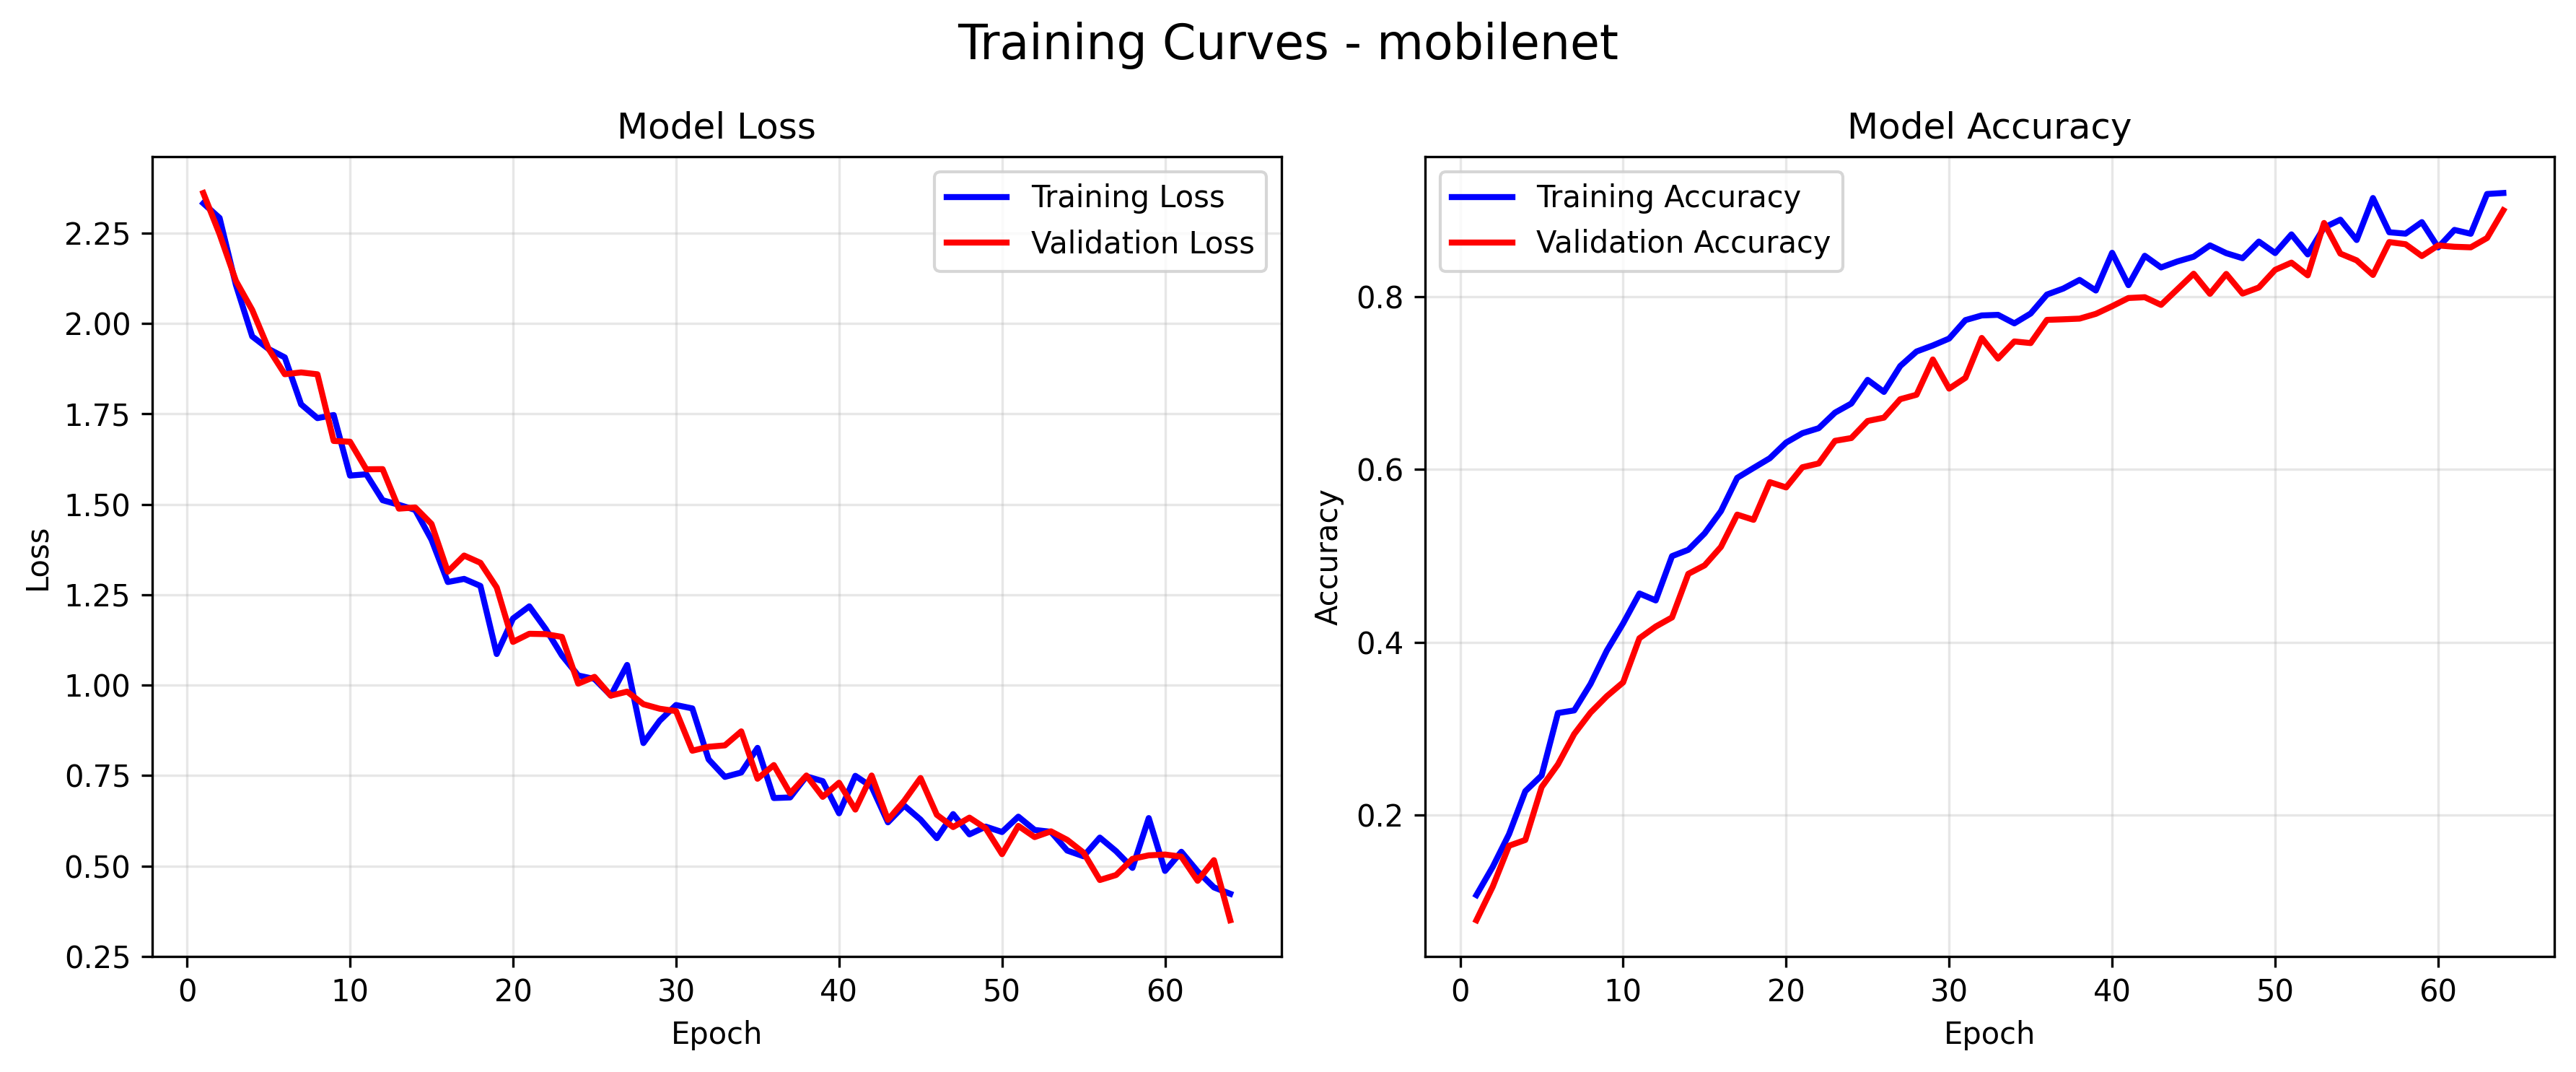 Training Curves - mobilenet
Model Loss
Training Loss
Validation Loss
2.25
2.00
1.75
1.50
1.25
1.00
0.75
0.50
0.25
Loss
0 10 20 30 40 50 60
Epoch
Model Accuracy
Training Accuracy
Validation Accuracy
0.8
0.6
0.4
0.2
Accuracy
0 10 20 30 40 50 60
Epoch